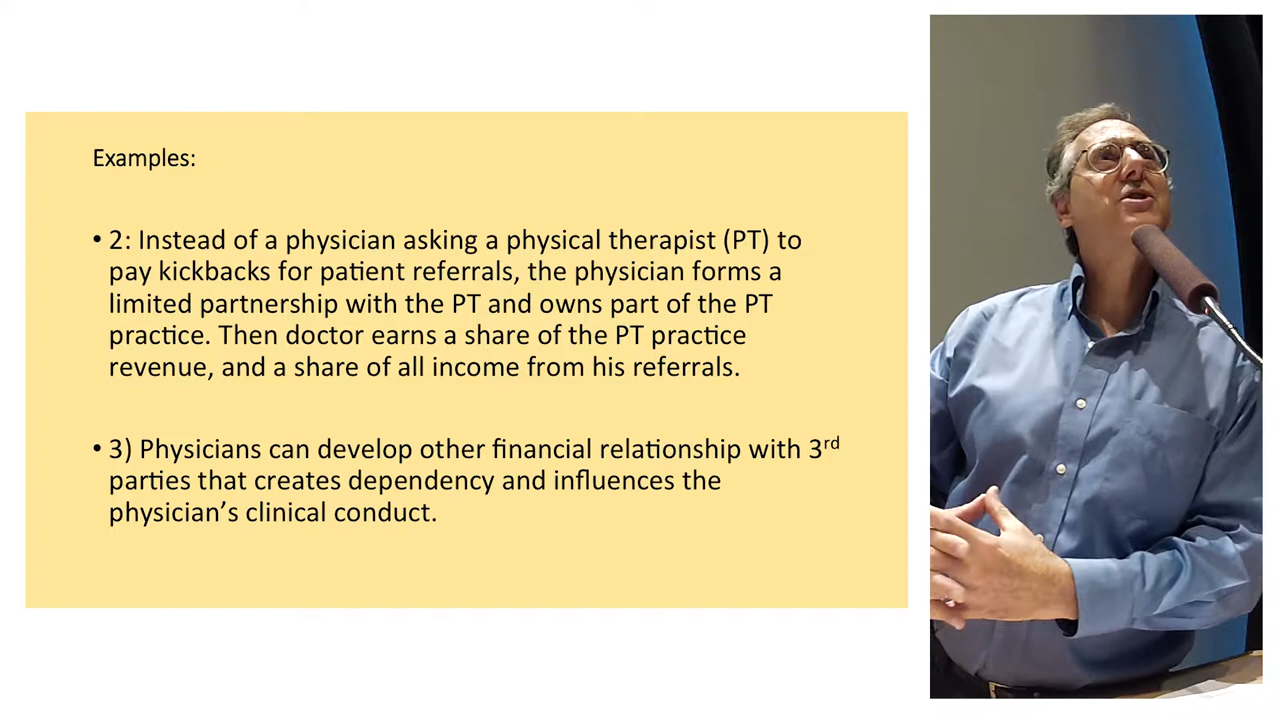 Examples:
• 2: Instead of a physician asking a physical therapist (PT) to
pay kickbacks for patient referrals, the physician forms a
limited partnership with the PT and owns part of the PT
practice. Then doctor earns a share of the PT practice
revenue, and a share of all income from his referrals.
• 3) Physicians can develop other financial relationship with 3rd
parties that creates dependency and influences the
physician’s clinical conduct.